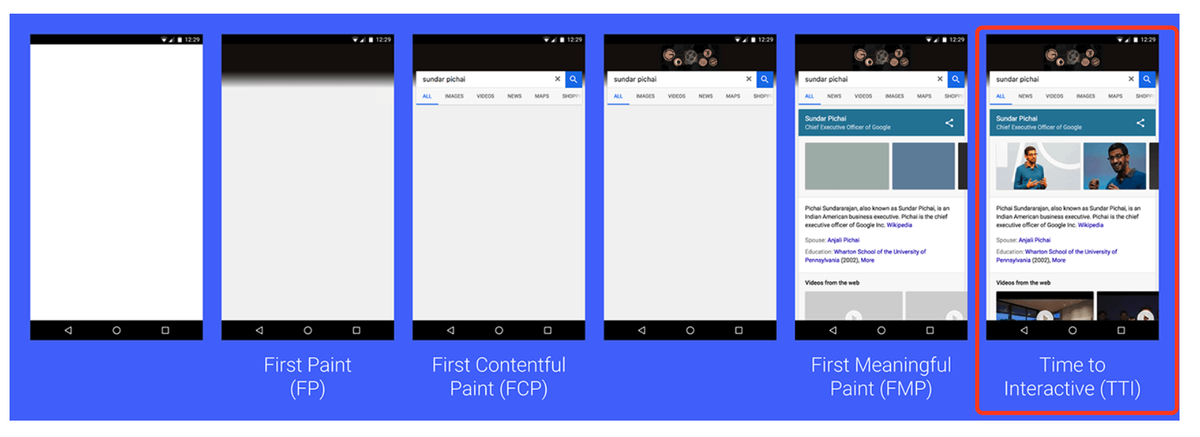 12:29
12:29
12:29
sundar pichai
ALL IMAGES VIDEOS NEWS MAPS SHOPP
12:29
sundar pichai
ALL IMAGES VIDEOS NEWS MAPS SHOPP
12:29
sundar pichai
ALL NEWS VIDEOS IMAGES MAPS SHOPP
Sundar Pichai
Chief Executive Officer of Google
Pichai Sundararajan, also known as Sundar Pichai, is an
Indian American business executive. Pichai is the chief
executive officer of Google Inc. Wikipedia
Spouse: Anjali Pichai
Education: Wharton School of the University of
Pennsylvania (2002), More
Videos from the web
12:29
sundar pichai
ALL NEWS VIDEOS IMAGES MAPS SHOPP
Sundar Pichai
Chief Executive Officer of Google
Pichai Sundararajan, also known as Sundar Pichai, is an
Indian American business executive. Pichai is the chief
executive officer of Google Inc. Wikipedia
Spouse: Anjali Pichai
Education: Wharton School of the University of
Pennsylvania (2002), More
Videos from the web
First Paint
(FP)
First Contentful
Paint (FCP)
First Meaningful
Paint (FMP)
Time to
Interactive (TTI)